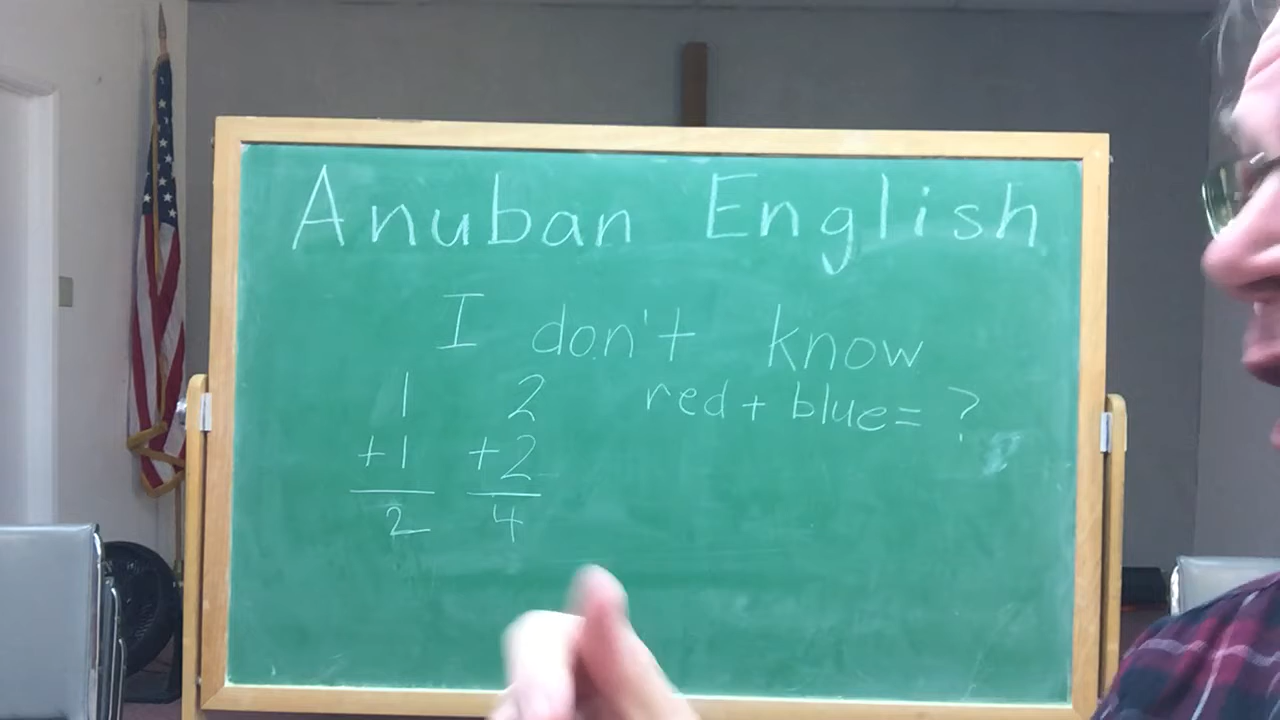 Anuban English
I don't know
1 2 red + blue = ?
+1 +2
2 4